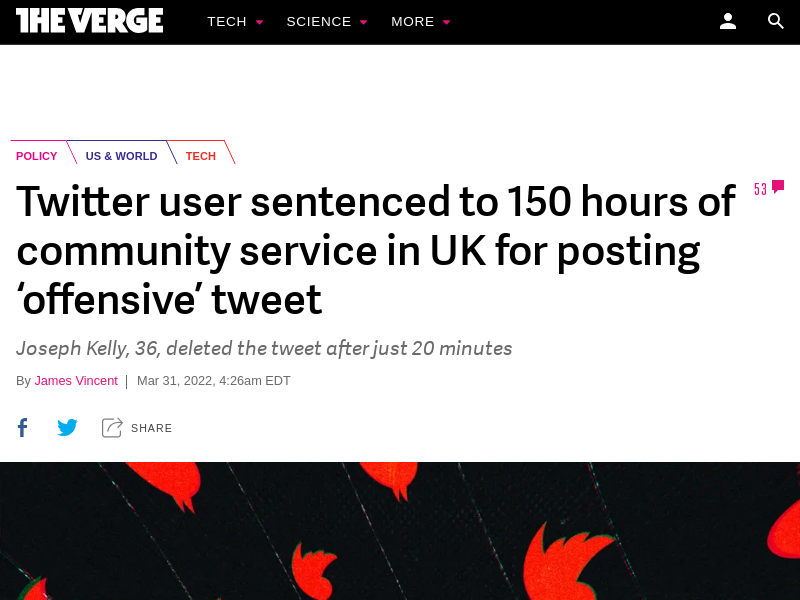 THE VERGE TECH SCIENCE MORE
POLICY US & WORLD TECH
Twitter user sentenced to 150 hours of
community service in UK for posting
‘offensive’ tweet
53
Joseph Kelly, 36, deleted the tweet after just 20 minutes
By James Vincent | Mar 31, 2022, 4:26am EDT
SHARE